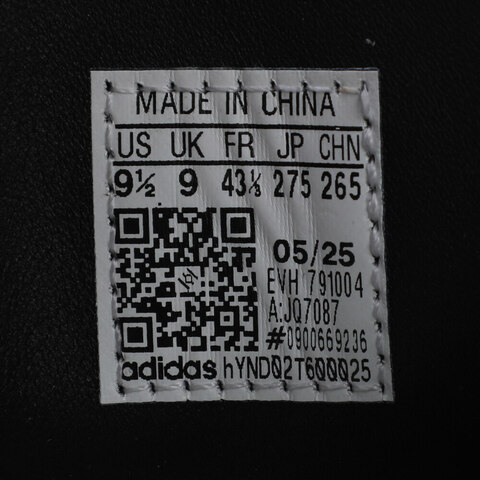 MADE IN CHINA
US UK FR JP CHN
9½ 9 43⅓ 275 265
05/25
EVH 791004
A:JQ7087
#0900669236
adidas hYND02T600025